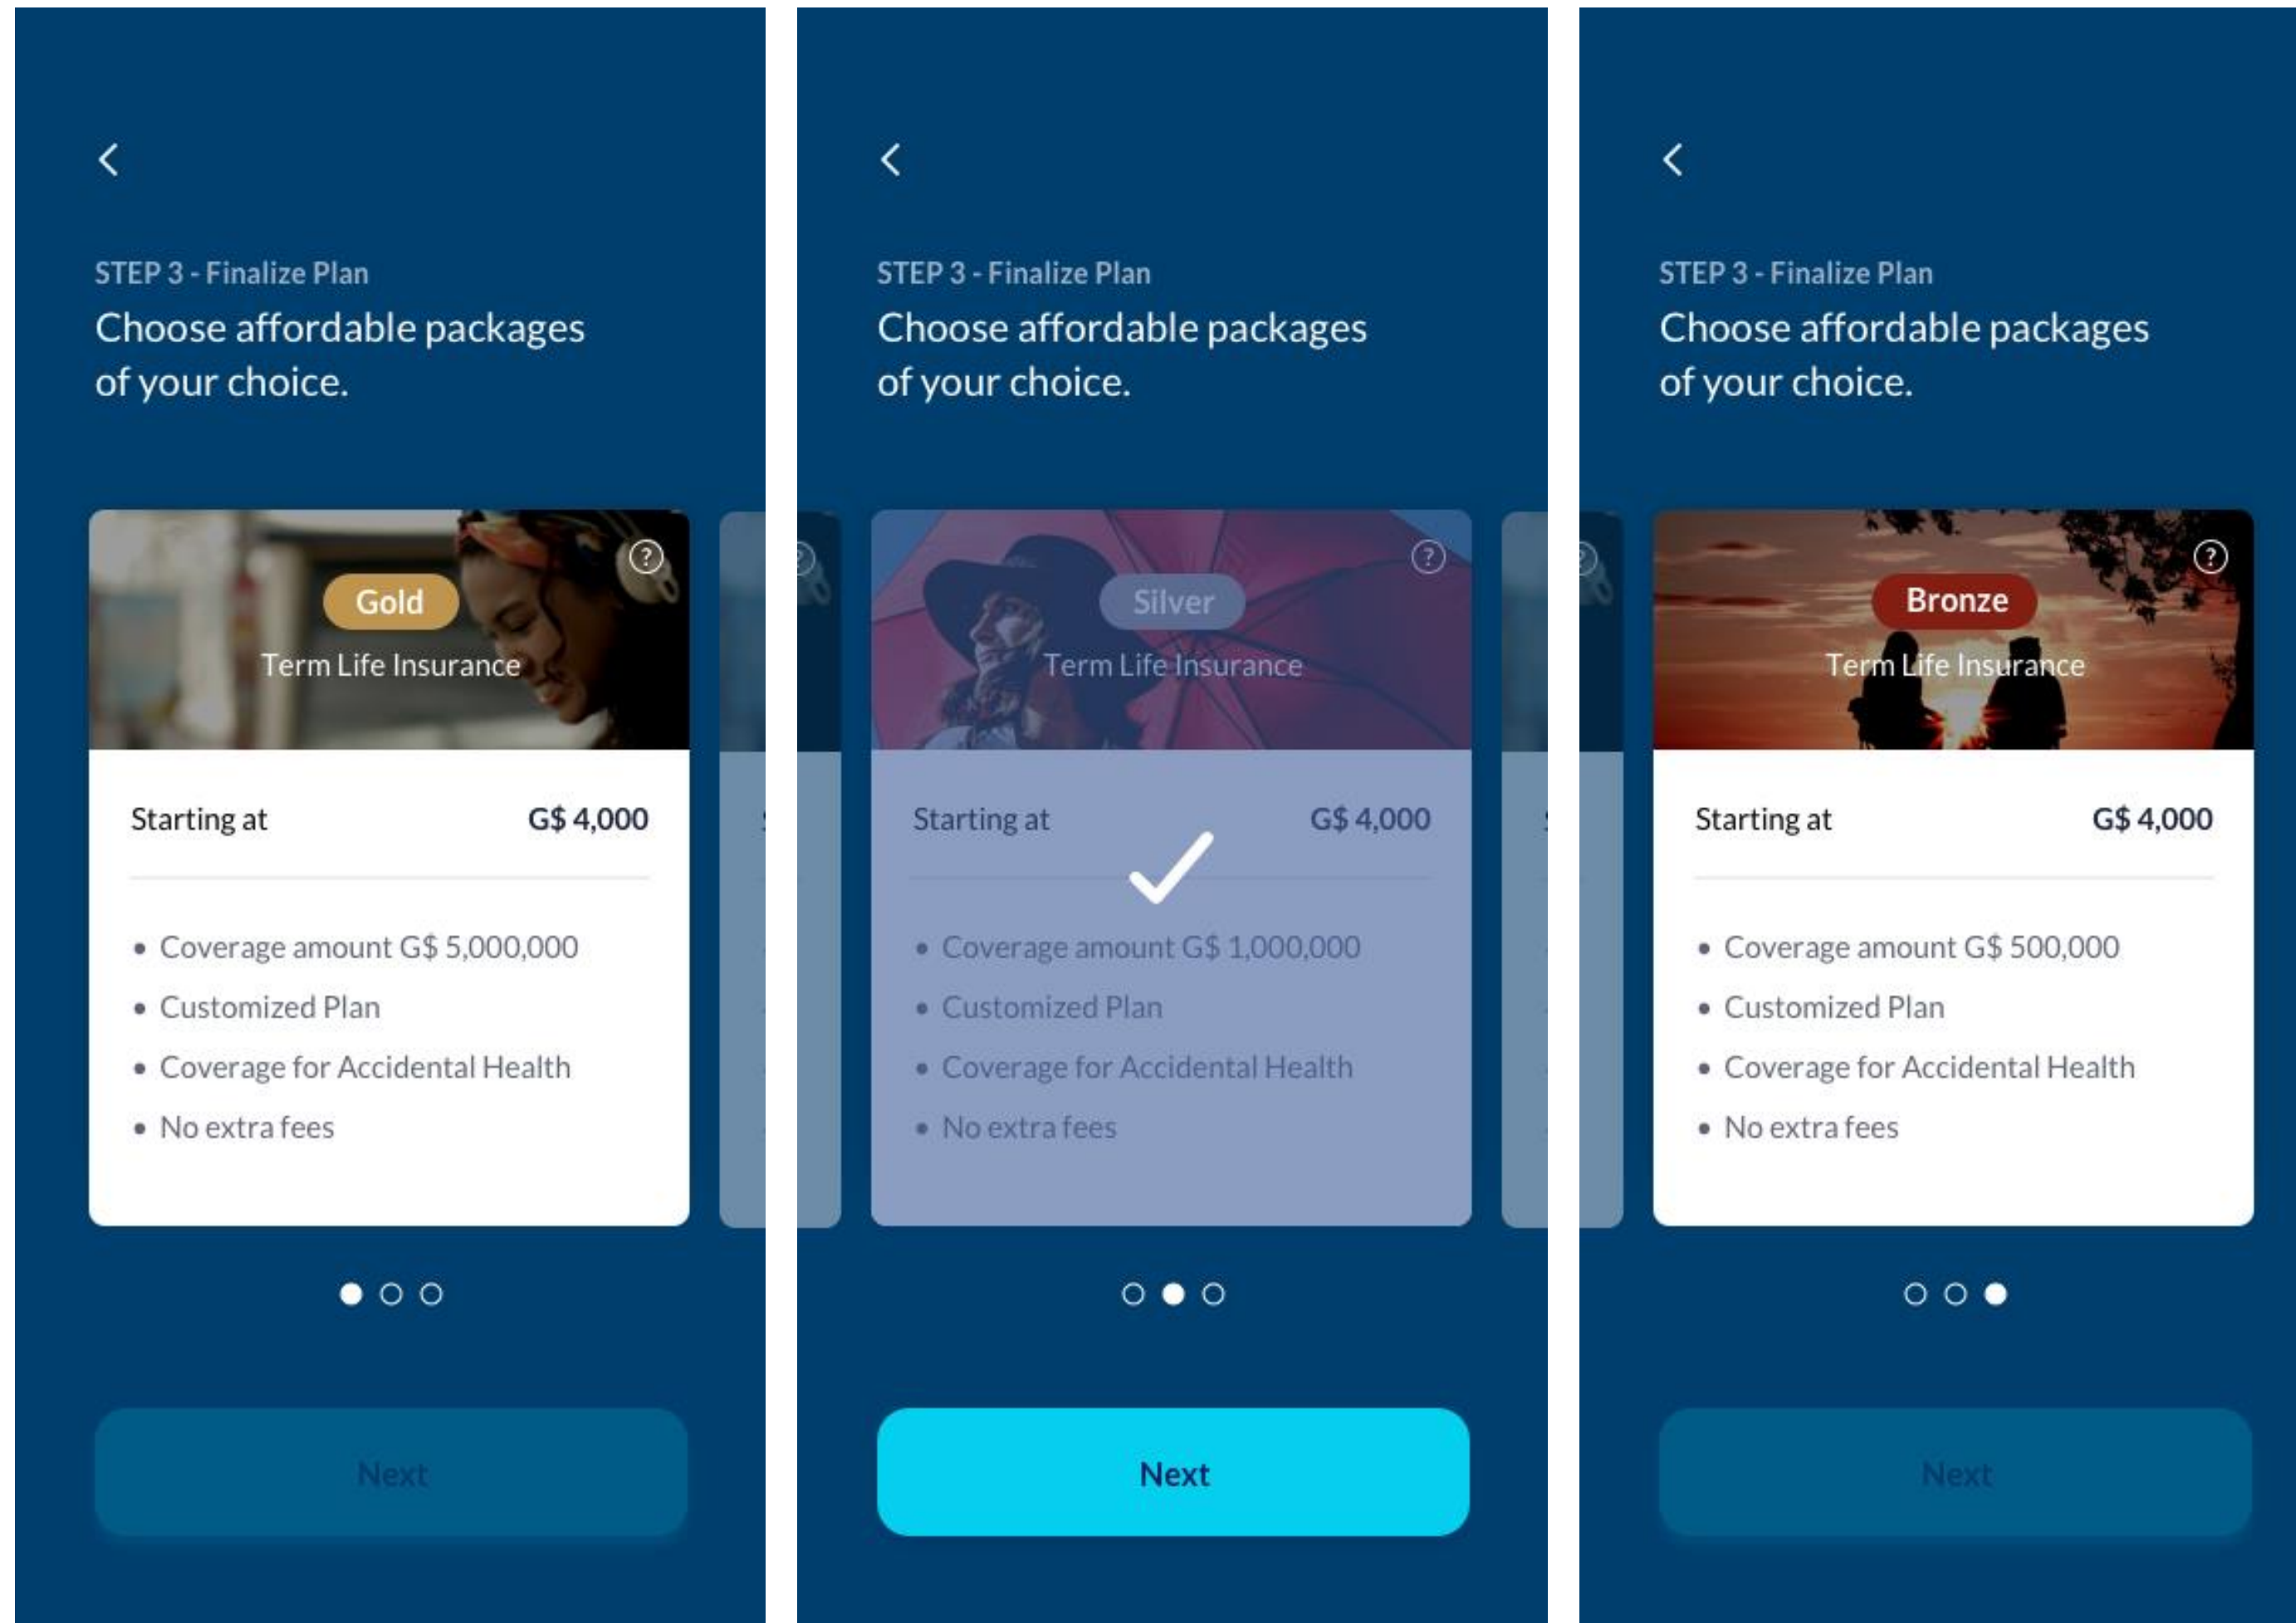 STEP 3 - Finalize Plan
Choose affordable packages
of your choice.
?
Gold
Term Life Insurance
Starting at G$ 4,000
• Coverage amount G$ 5,000,000
• Customized Plan
• Coverage for Accidental Health
• No extra fees
Next
STEP 3 - Finalize Plan
Choose affordable packages
of your choice.
?
Silver
Term Life Insurance
Starting at G$ 4,000
• Coverage amount G$ 1,000,000
• Customized Plan
• Coverage for Accidental Health
• No extra fees
Next
STEP 3 - Finalize Plan
Choose affordable packages
of your choice.
?
Bronze
Term Life Insurance
Starting at G$ 4,000
• Coverage amount G$ 500,000
• Customized Plan
• Coverage for Accidental Health
• No extra fees
Next